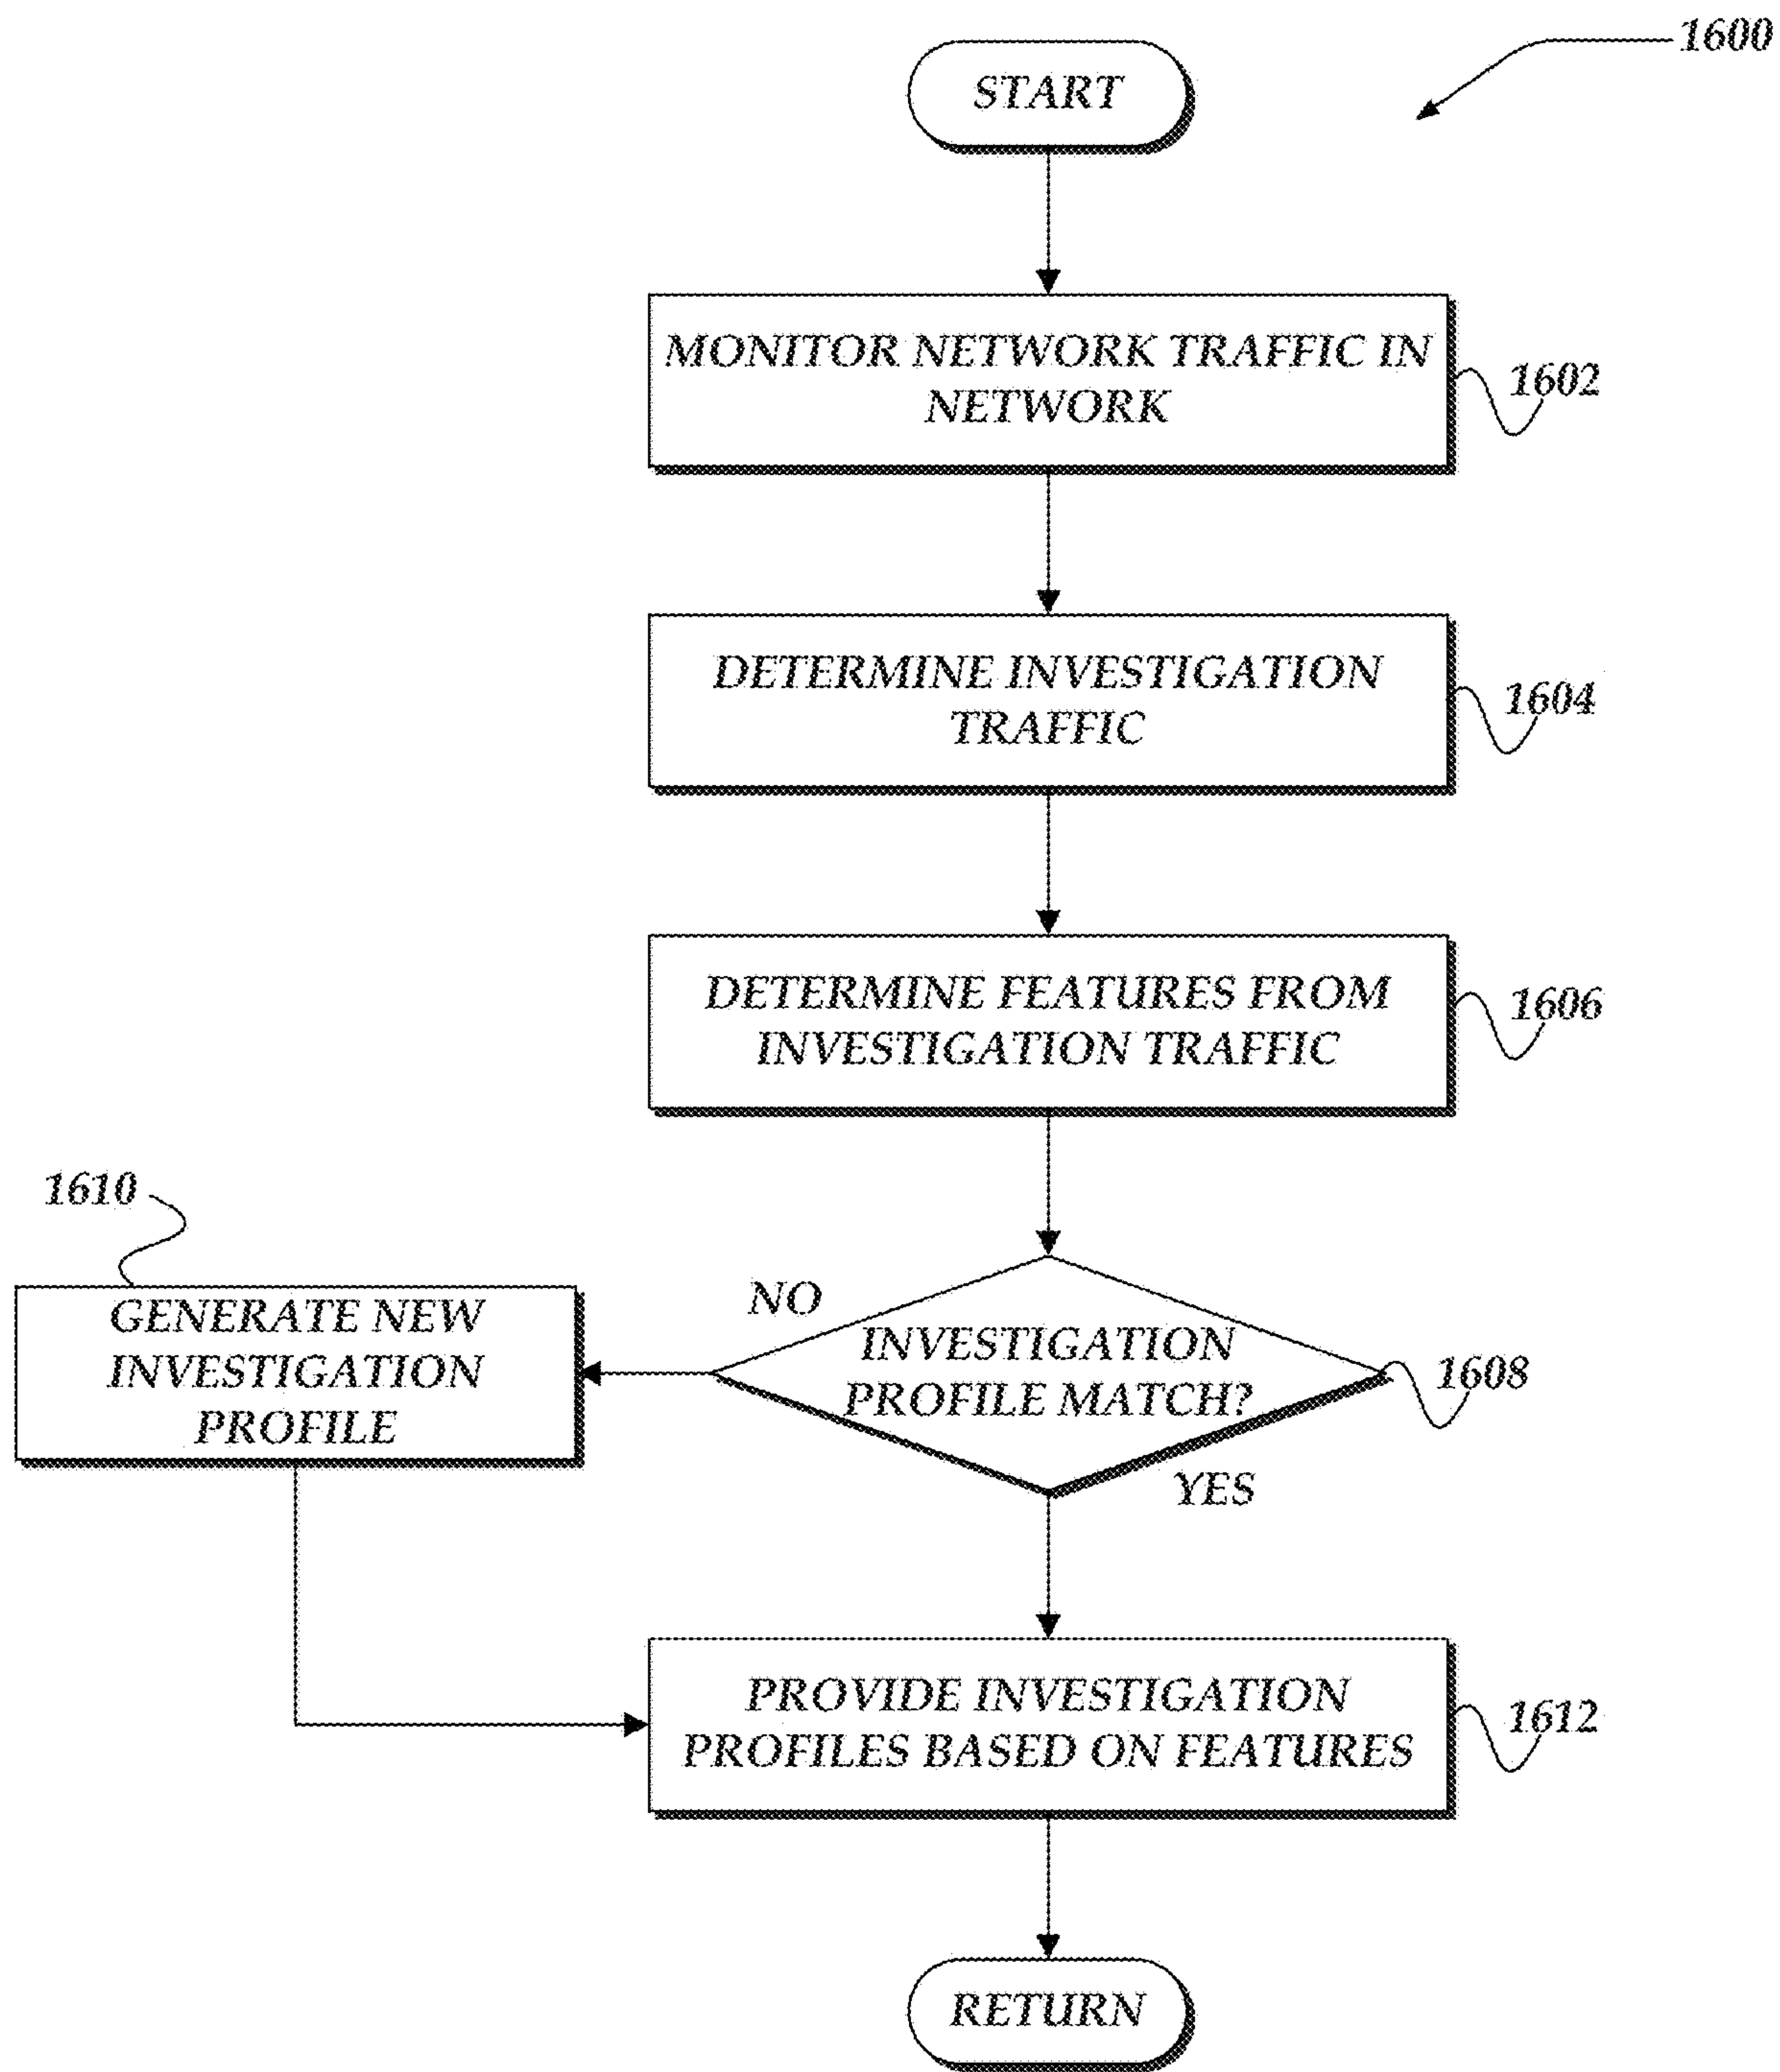 1600
START
MONITOR NETWORK TRAFFIC IN
NETWORK
1602
DETERMINE INVESTIGATION
TRAFFIC
1604
DETERMINE FEATURES FROM
INVESTIGATION TRAFFIC
1606
1610
GENERATE NEW
INVESTIGATION
PROFILE
NO
INVESTIGATION
PROFILE MATCH?
1608
YES
PROVIDE INVESTIGATION
PROFILES BASED ON FEATURES
1612
RETURN